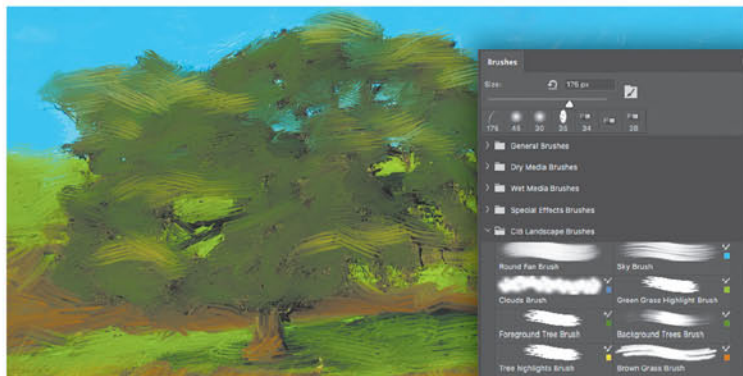 Brushes
Size: 175 px
175 45 30 35 34 28
General Brushes
Dry Media Brushes
Wet Media Brushes
Special Effects Brushes
CIB Landscape Brushes
Round Fan Brush Sky Brush
Clouds Brush Green Grass Highlight Brush
Foreground Tree Brush Background Trees Brush
Tree highlights Brush Brown Grass Brush